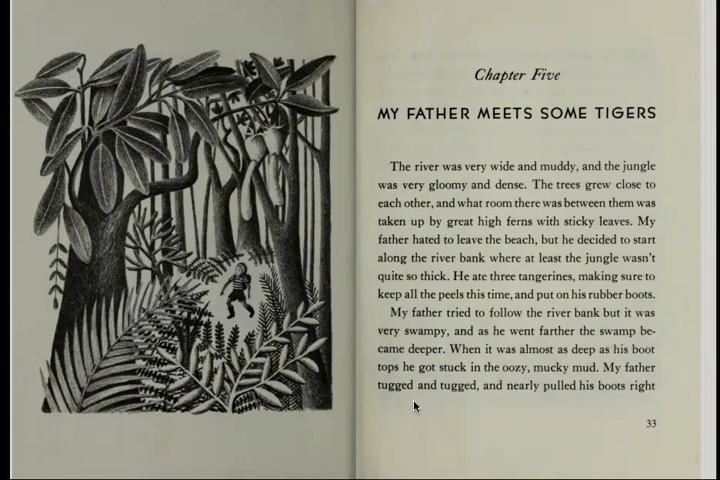 Chapter Five
MY FATHER MEETS SOME TIGERS
The river was very wide and muddy, and the jungle
was very gloomy and dense. The trees grew close to
each other, and what room there was between them was
taken up by great high ferns with sticky leaves. My
father hated to leave the beach, but he decided to start
along the river bank where at least the jungle wasn't
quite so thick. He ate three tangerines, making sure to
keep all the peels this time, and put on his rubber boots.
My father tried to follow the river bank but it was
very swampy, and as he went farther the swamp be-
came deeper. When it was almost as deep as his boot
tops he got stuck in the oozy, mucky mud. My father
tugged and tugged, and nearly pulled his boots right
33